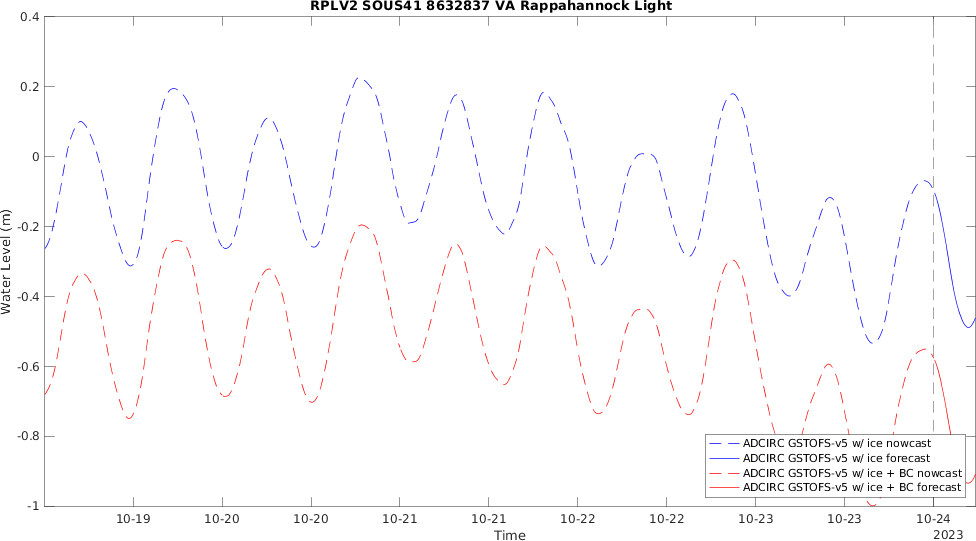 RPLV2 SOUS41 8632837 VA Rappahannock Light
0.4
0.2
0
-0.2
-0.4
-0.6
-0.8
-1
Water Level (m)
ADCIRC GSTOFS-v5 w/ ice nowcast
ADCIRC GSTOFS-v5 w/ ice forecast
ADCIRC GSTOFS-v5 w/ ice + BC nowcast
ADCIRC GSTOFS-v5 w/ ice + BC forecast
10-19 10-20 10-20 10-21 10-21 10-22 10-22 10-23 10-23 10-24
Time
2023